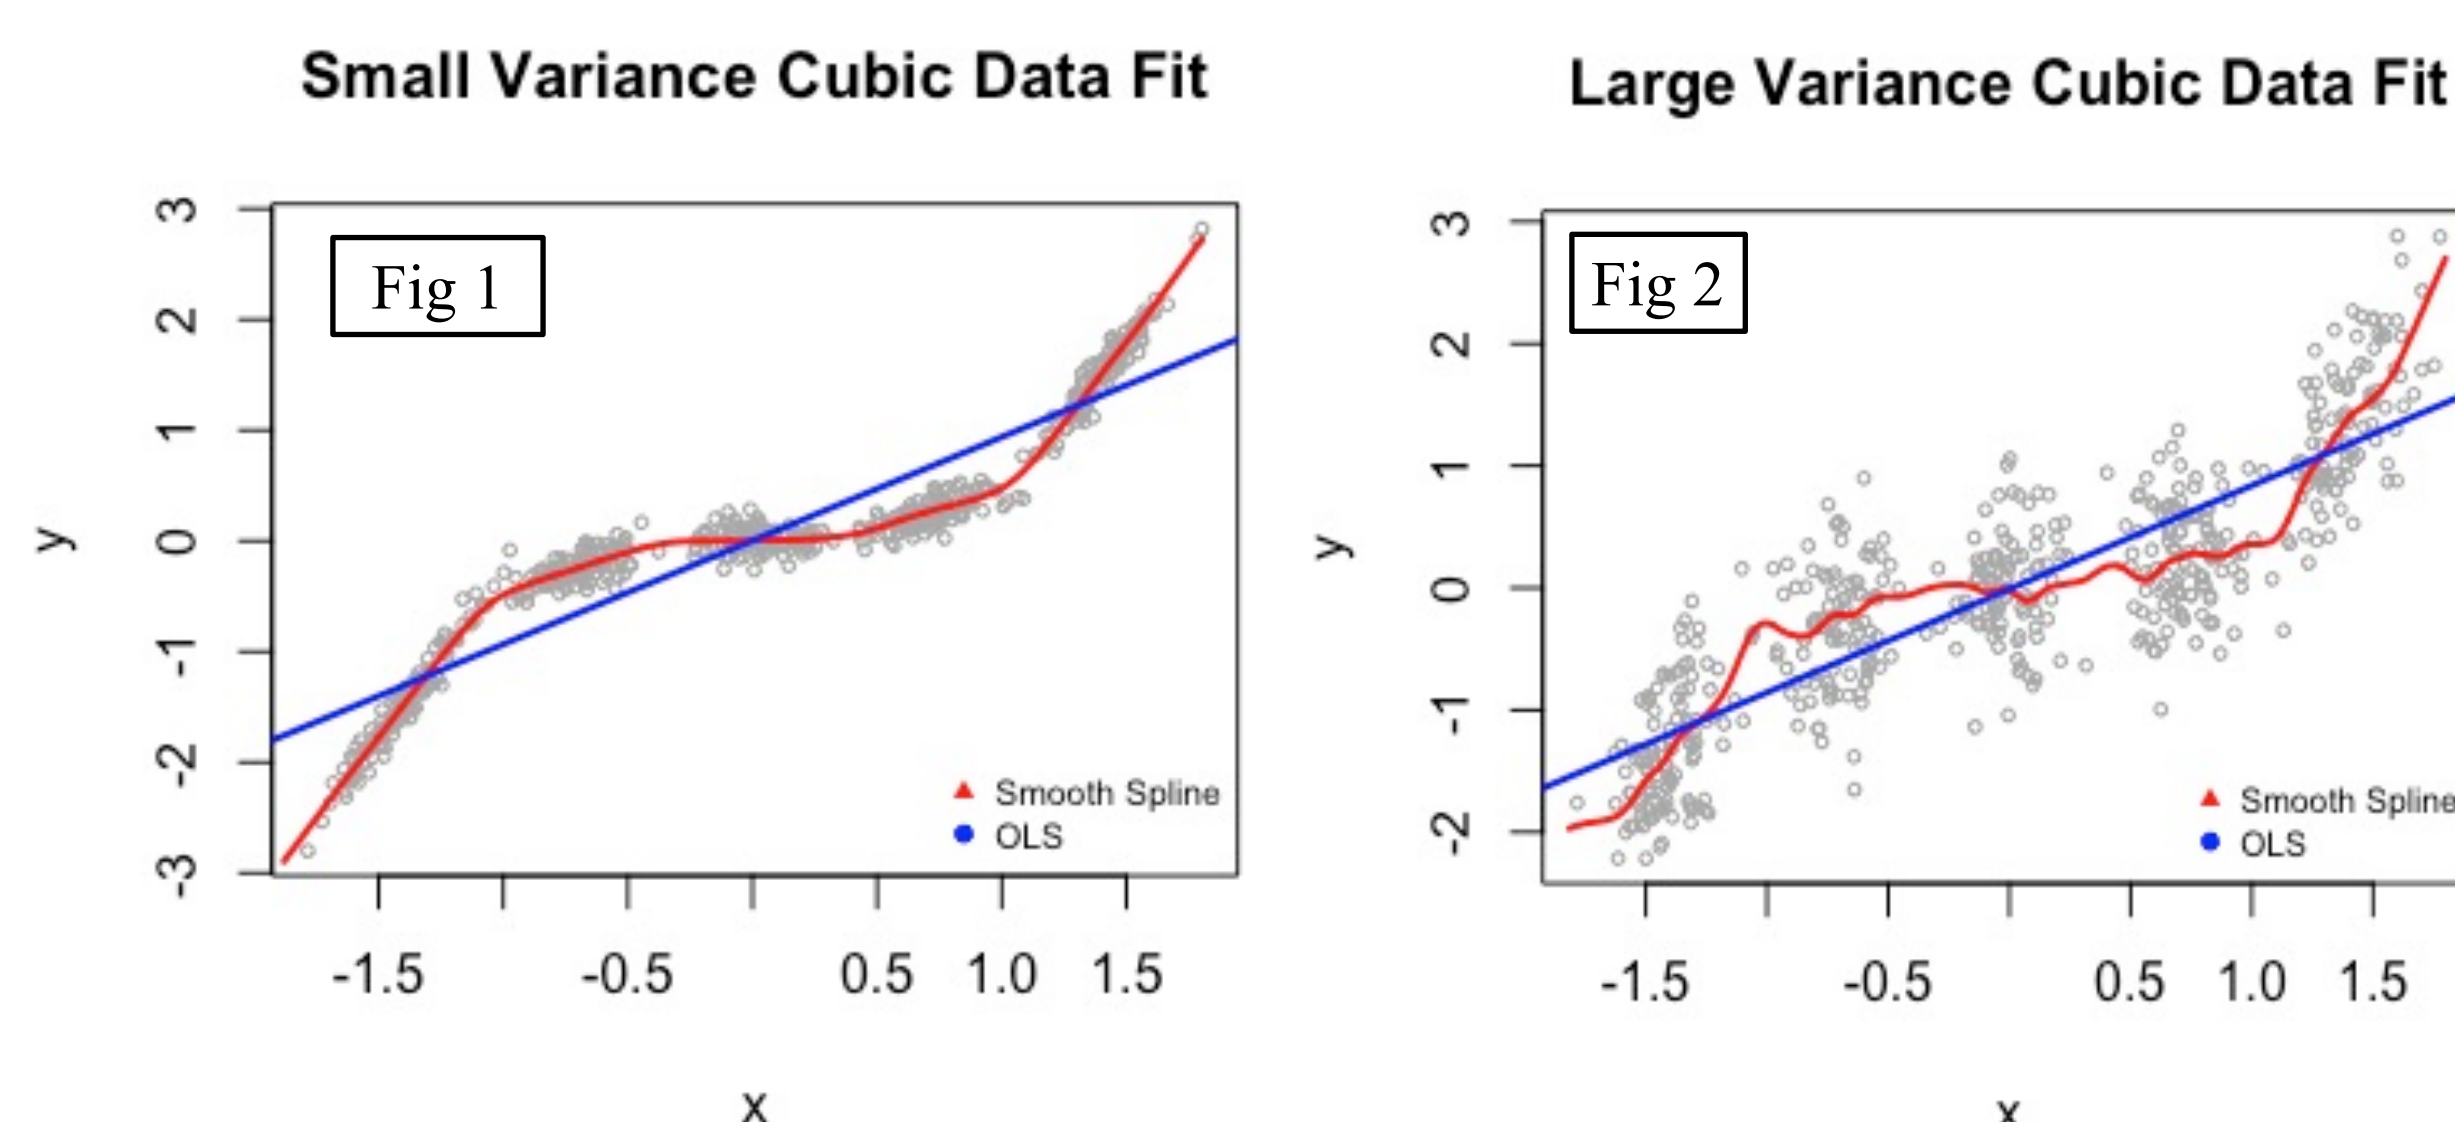 Small Variance Cubic Data Fit
Fig 1
3
2
1
0
-1
-2
-3
y
Smooth Spline
OLS
-1.5 -0.5 0.5 1.0 1.5
x
Large Variance Cubic Data Fit
Fig 2
3
2
1
0
-1
-2
y
Smooth Spline
OLS
-1.5 -0.5 0.5 1.0 1.5
x